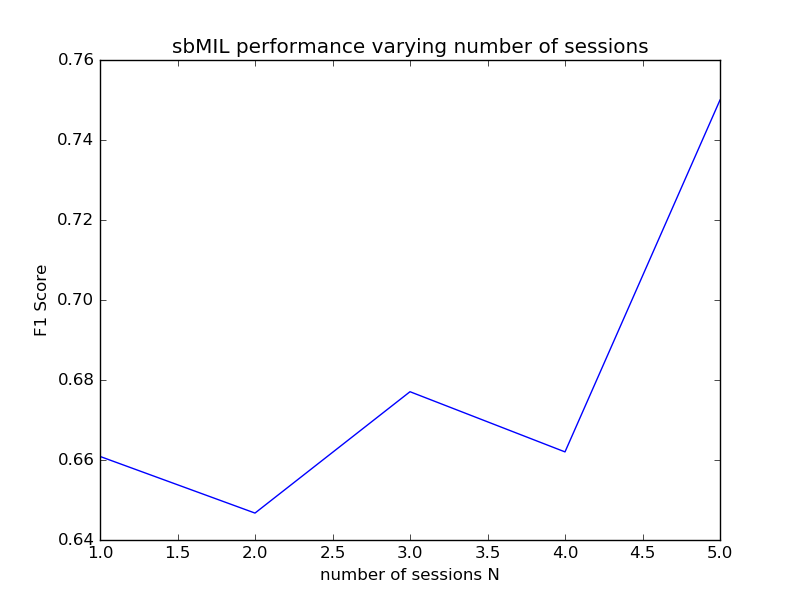 sbMIL performance varying number of sessions
0.76
0.74
0.72
0.70
0.68
0.66
0.64
F1 Score
1.0 1.5 2.0 2.5 3.0 3.5 4.0 4.5 5.0
number of sessions N